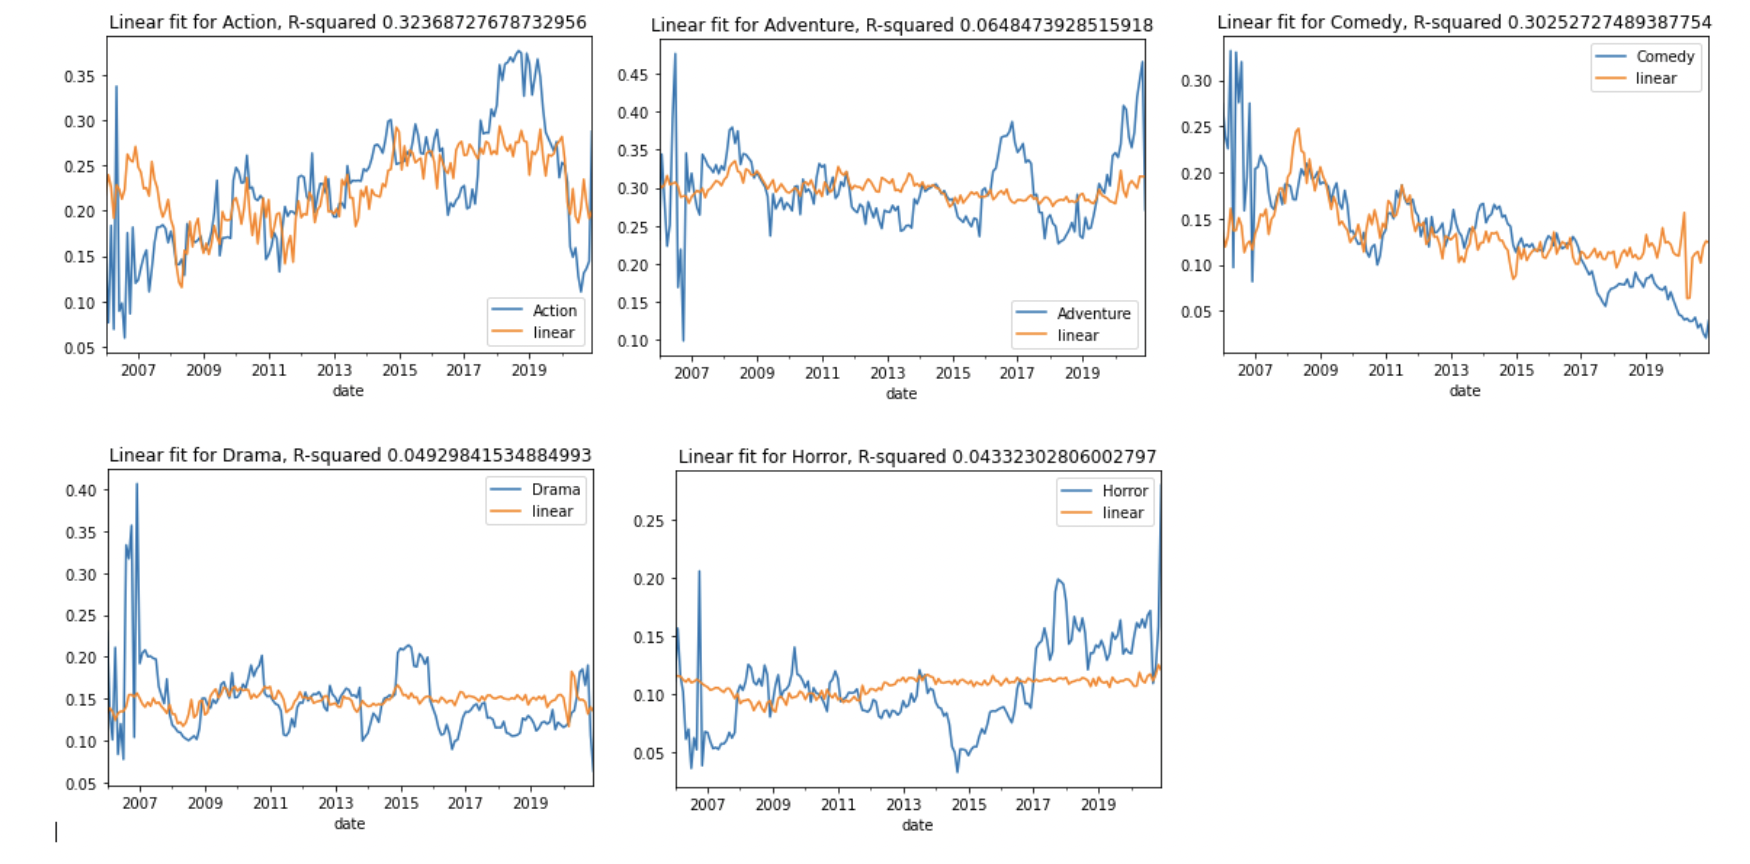 Linear fit for Action, R-squared 0.32368727678732956
0.35
0.30
0.25
0.20
0.15
0.10
0.05
Action
linear
2007 2009 2011 2013 2015 2017 2019
date
Linear fit for Adventure, R-squared 0.0648473928515918
0.45
0.40
0.35
0.30
0.25
0.20
0.15
0.10
Adventure
linear
2007 2009 2011 2013 2015 2017 2019
date
Linear fit for Comedy, R-squared 0.30252727489387754
Comedy
linear
0.30
0.25
0.20
0.15
0.10
0.05
2007 2009 2011 2013 2015 2017 2019
date
Linear fit for Drama, R-squared 0.04929841534884993
Drama
linear
0.40
0.35
0.30
0.25
0.20
0.15
0.10
0.05
2007 2009 2011 2013 2015 2017 2019
date
Linear fit for Horror, R-squared 0.04332302806002797
Horror
linear
0.25
0.20
0.15
0.10
0.05
2007 2009 2011 2013 2015 2017 2019
date